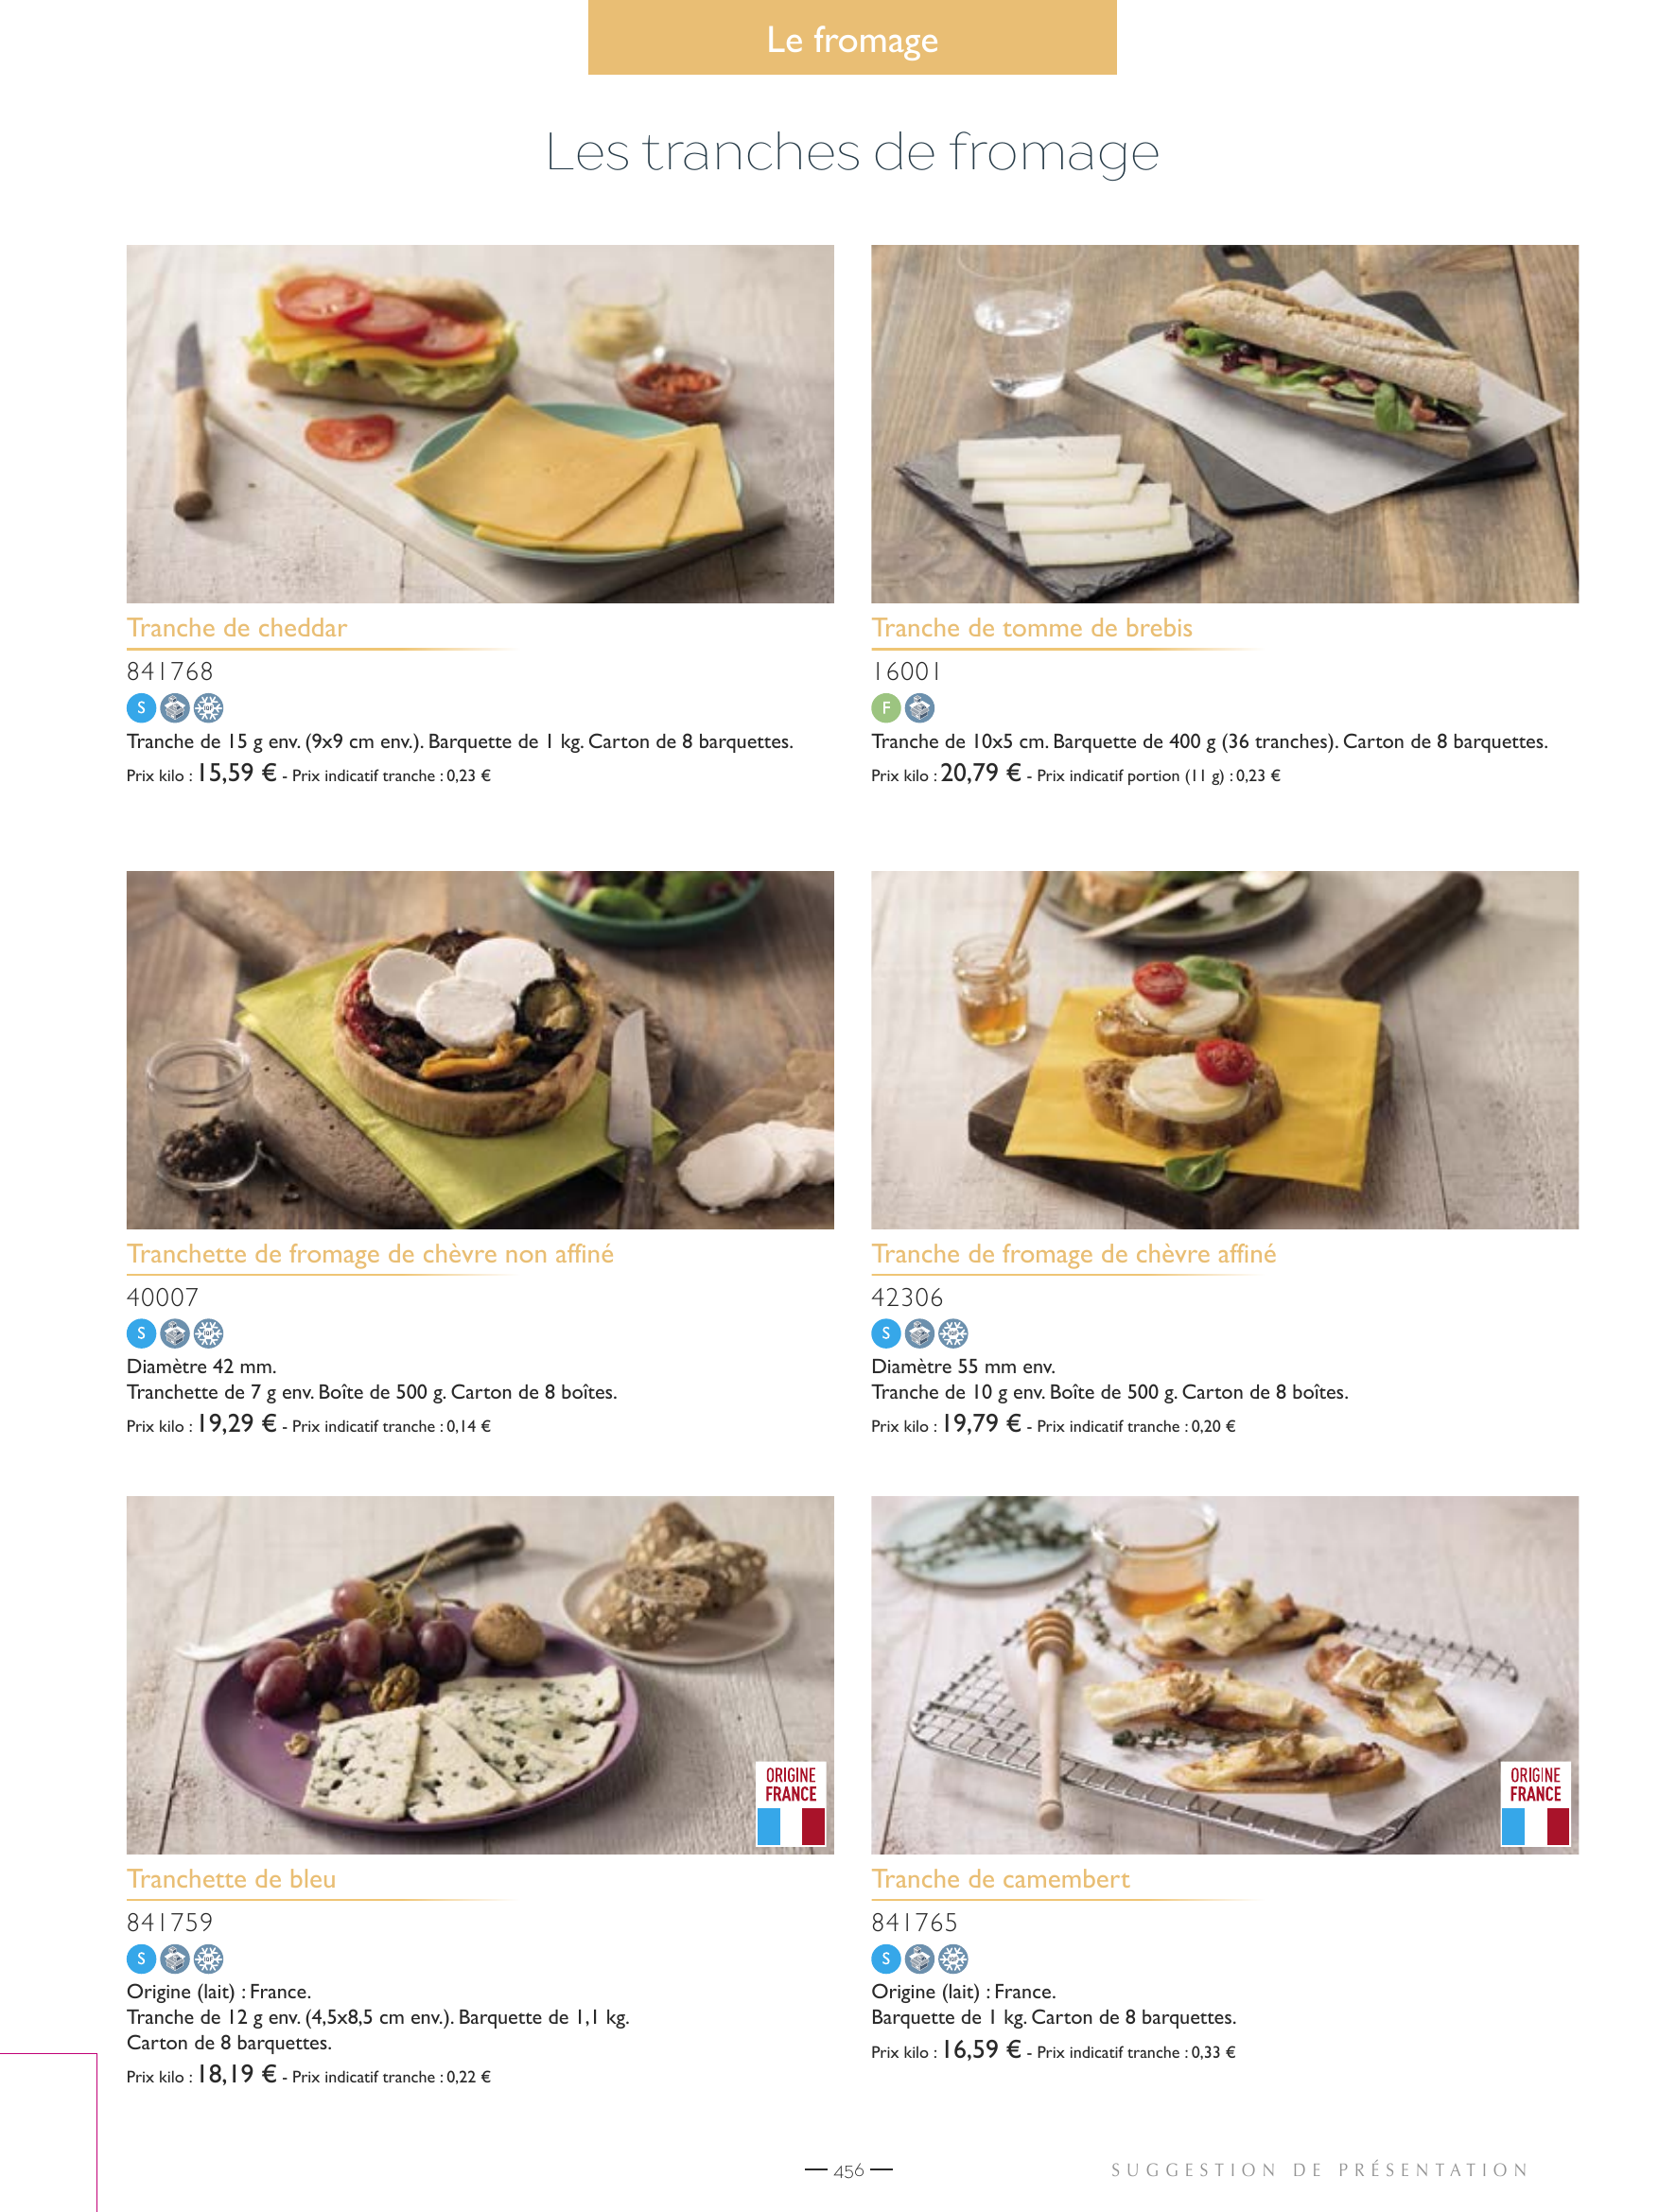 Le fromage
Les tranches de fromage
Tranche de cheddar
841768
S
Tranche de 15 g env. (9x9 cm env.). Barquette de 1 kg. Carton de 8 barquettes.
Prix kilo : 15,59 € - Prix indicatif tranche : 0,23 €
Tranche de tomme de brebis
16001
F
Tranche de 10x5 cm. Barquette de 400 g (36 tranches). Carton de 8 barquettes.
Prix kilo : 20,79 € - Prix indicatif portion (11 g) : 0,23 €
Tranchette de fromage de chèvre non affiné
40007
S
Diamètre 42 mm.
Tranchette de 7 g env. Boîte de 500 g. Carton de 8 boîtes.
Prix kilo : 19,29 € - Prix indicatif tranche : 0,14 €
Tranche de fromage de chèvre affiné
42306
S
Diamètre 55 mm env.
Tranche de 10 g env. Boîte de 500 g. Carton de 8 boîtes.
Prix kilo : 19,79 € - Prix indicatif tranche : 0,20 €
ORIGINE
FRANCE
Tranchette de bleu
841759
S
Origine (lait) : France.
Tranche de 12 g env. (4,5x8,5 cm env.). Barquette de 1,1 kg.
Carton de 8 barquettes.
Prix kilo : 18,19 € - Prix indicatif tranche : 0,22 €
ORIGINE
FRANCE
Tranche de camembert
841765
S
Origine (lait) : France.
Barquette de 1 kg. Carton de 8 barquettes.
Prix kilo : 16,59 € - Prix indicatif tranche : 0,33 €
— 456 —
SUGGESTION DE PRÉSENTATION